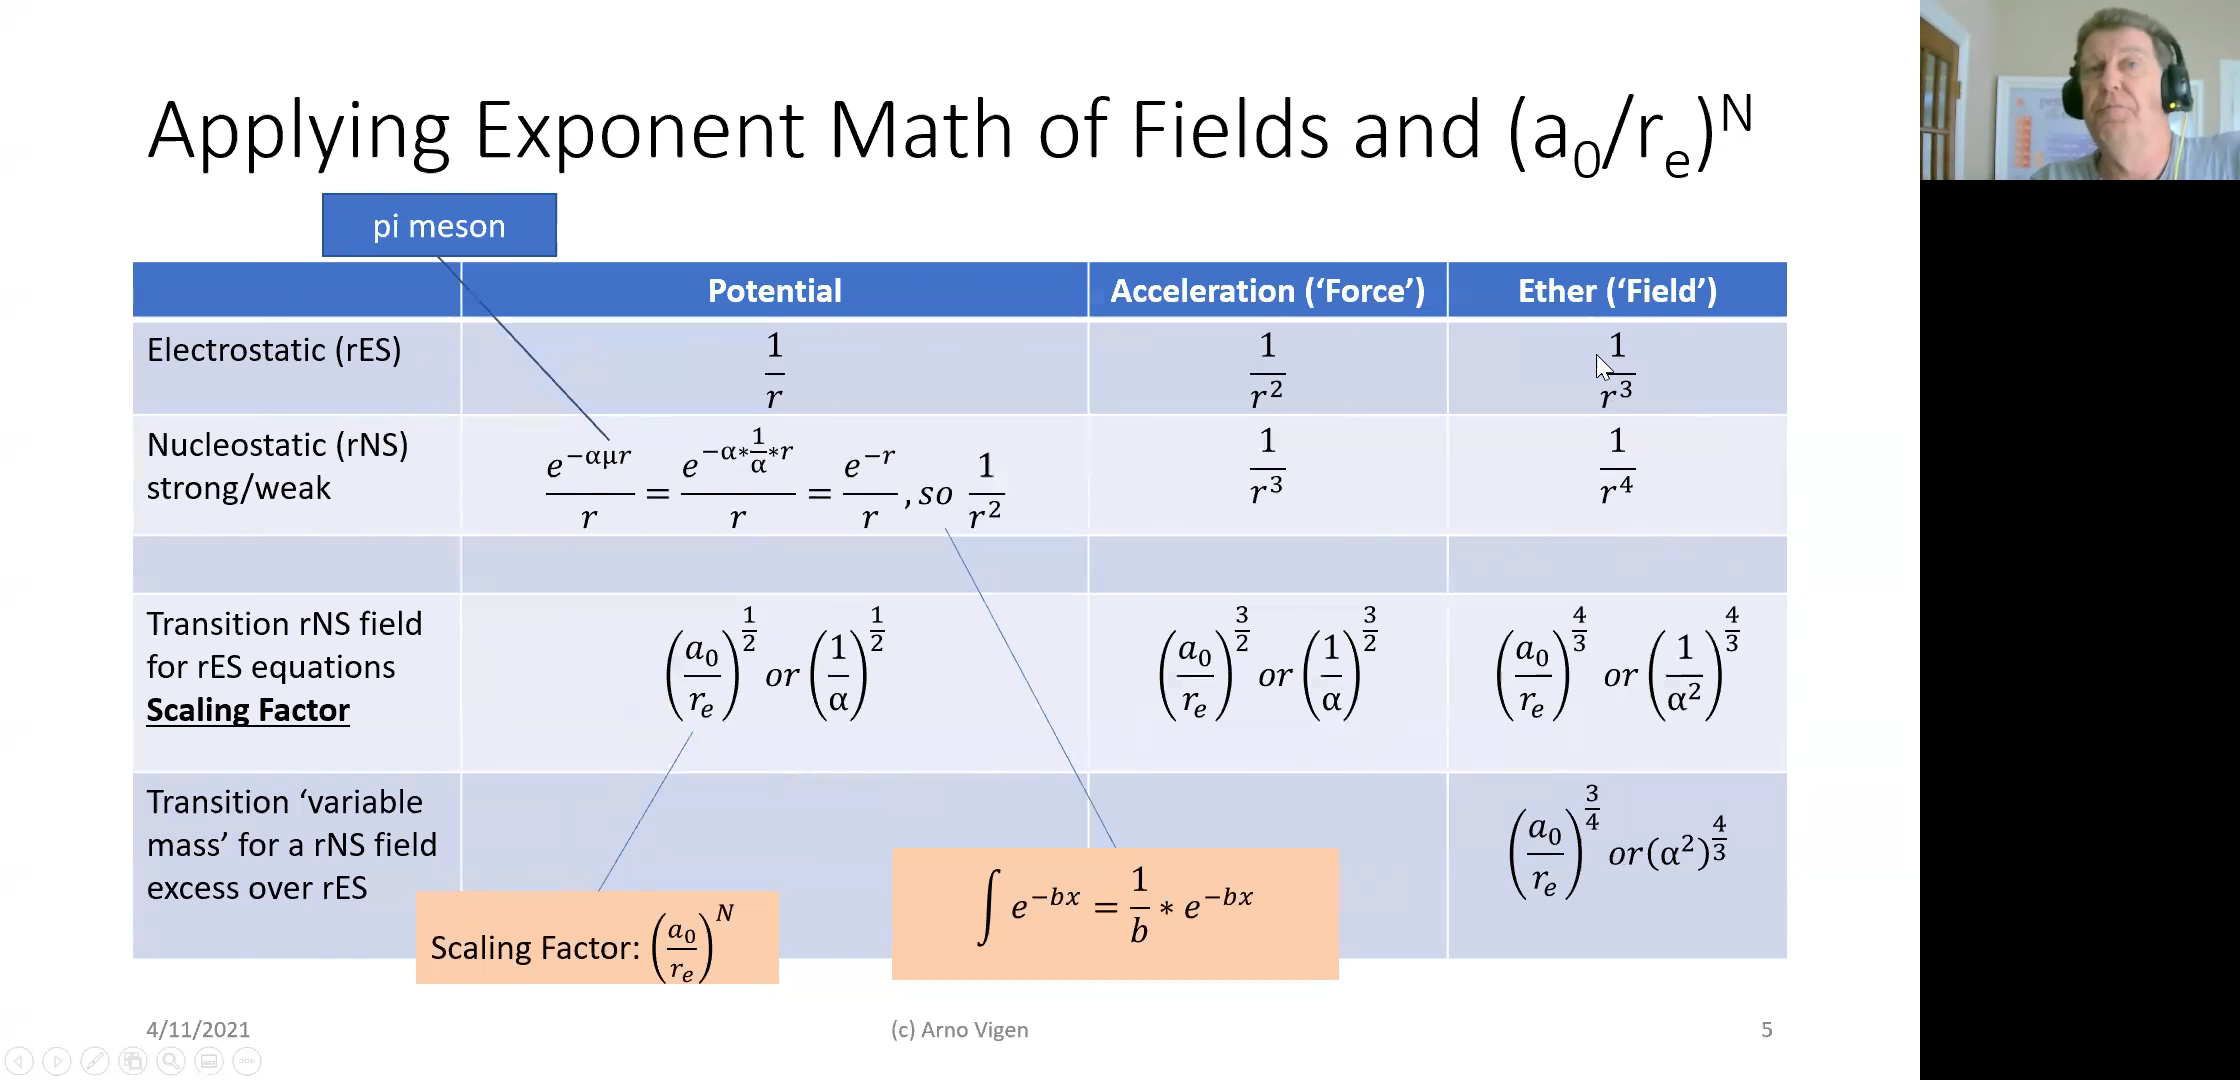 Applying Exponent Math of Fields and (a₀/rₑ)ᴺ
pi meson
Potential
Acceleration (‘Force’)
Ether (‘Field’)
Electrostatic (rES)
1/r
1/r²
1/r³
Nucleostatic (rNS)
strong/weak
e^(−αμr)/r = e^(−α∗(1/α)∗r)/r = e^(−r)/r , so 1/r²
1/r³
1/r⁴
Transition rNS field
for rES equations
Scaling Factor
(a₀/rₑ)^(1/2) or (1/α)^(1/2)
(a₀/rₑ)^(3/2) or (1/α)^(3/2)
(a₀/rₑ)^(4/3) or (1/α²)^(4/3)
Transition ‘variable
mass’ for a rNS field
excess over rES
(a₀/rₑ)^(3/4) or (α²)^(4/3)
Scaling Factor: (a₀/rₑ)^N
∫ e^(−bx) = 1/b ∗ e^(−bx)
4/11/2021
(c) Arno Vigen
5